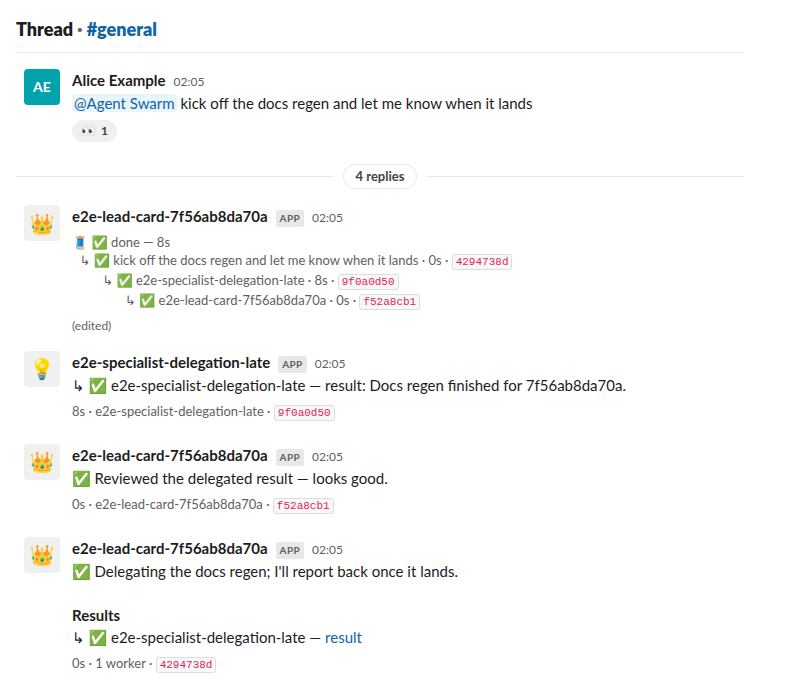 Thread • #general
AE
Alice Example 02:05
@Agent Swarm kick off the docs regen and let me know when it lands
👀 1
4 replies
e2e-lead-card-7f56ab8da70a APP 02:05
🧵 ✅ done — 8s
↳ ✅ kick off the docs regen and let me know when it lands · 0s · 4294738d
↳ ✅ e2e-specialist-delegation-late · 8s · 9f0a0d50
↳ ✅ e2e-lead-card-7f56ab8da70a · 0s · f52a8cb1
(edited)
e2e-specialist-delegation-late APP 02:05
↳ ✅ e2e-specialist-delegation-late — result: Docs regen finished for 7f56ab8da70a.
8s · e2e-specialist-delegation-late · 9f0a0d50
e2e-lead-card-7f56ab8da70a APP 02:05
✅ Reviewed the delegated result — looks good.
0s · e2e-lead-card-7f56ab8da70a · f52a8cb1
e2e-lead-card-7f56ab8da70a APP 02:05
✅ Delegating the docs regen; I'll report back once it lands.
Results
↳ ✅ e2e-specialist-delegation-late — result
0s · 1 worker · 4294738d